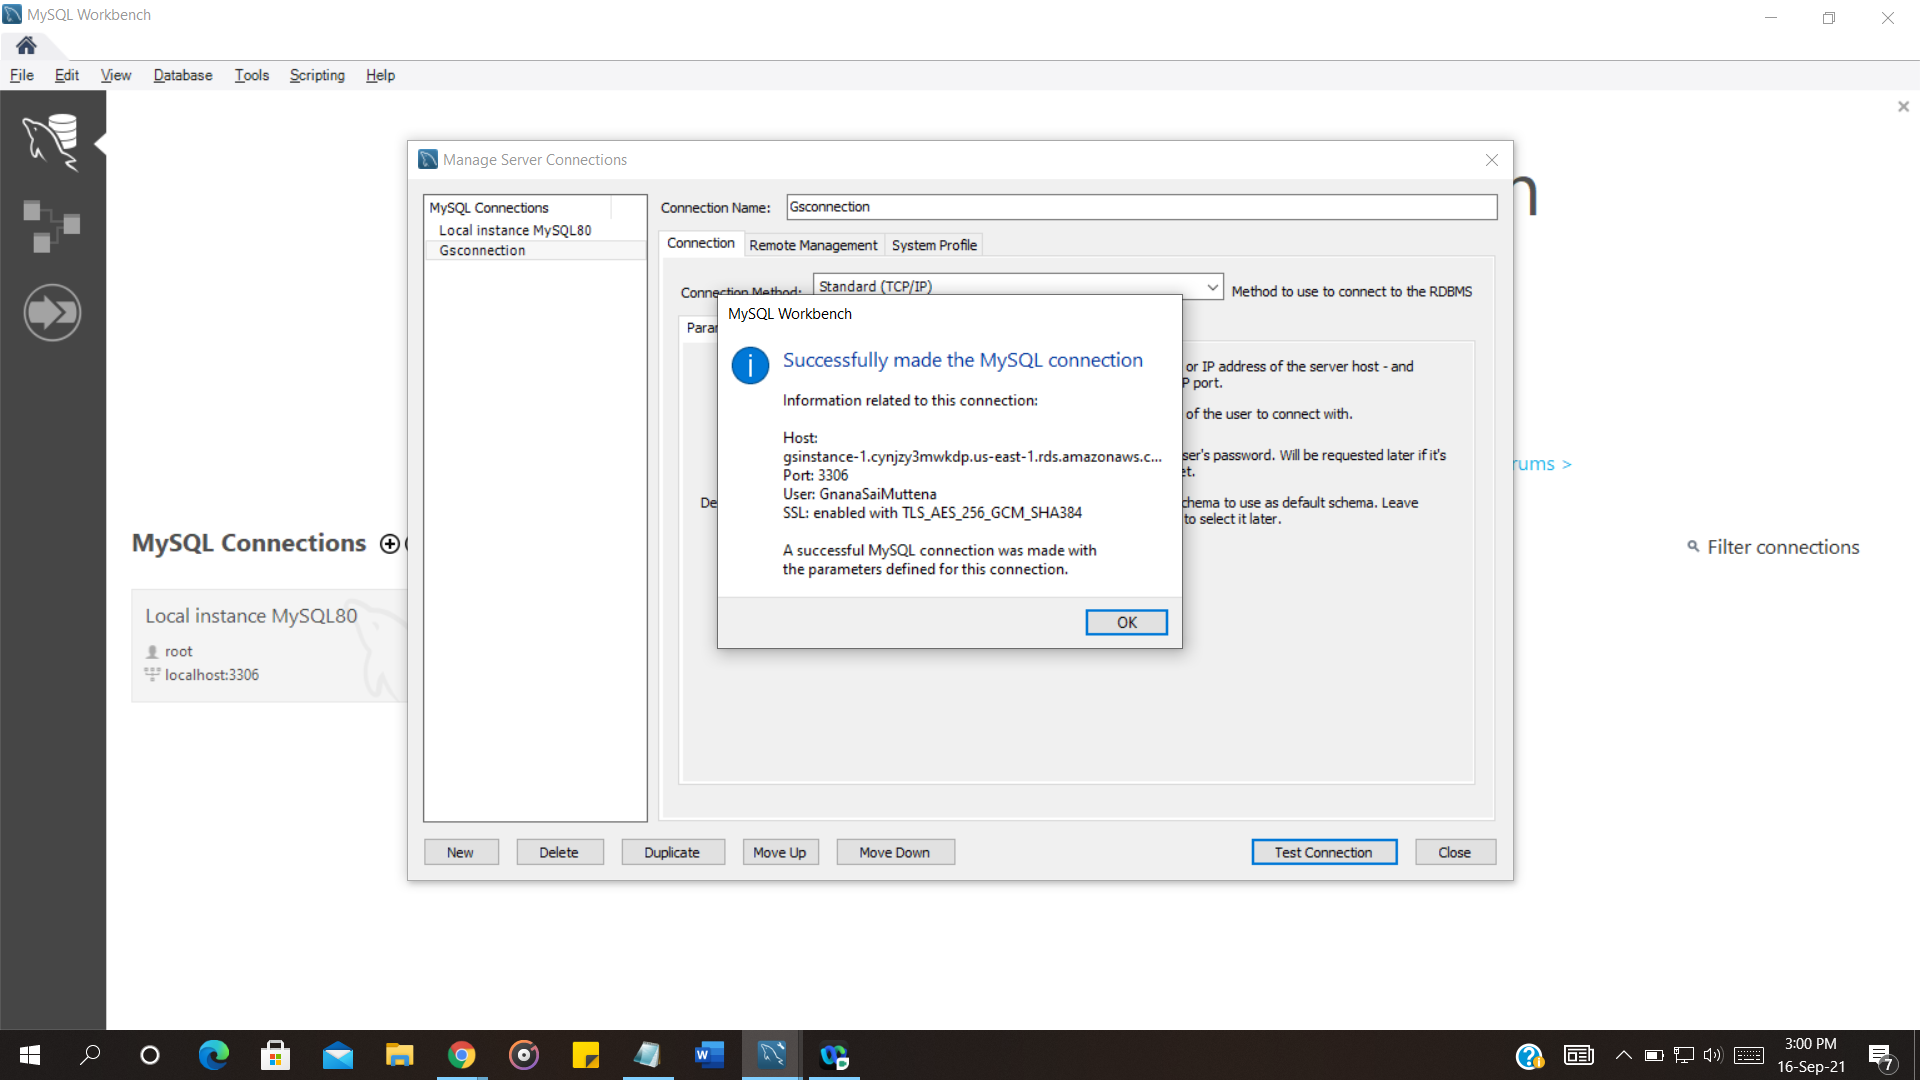 MySQL Workbench
File Edit View Database Tools Scripting Help
Manage Server Connections
MySQL Connections
Local instance MySQL80
Gsconnection
Connection Name: Gsconnection
Connection Remote Management System Profile
Connection Method: Standard (TCP/IP) Method to use to connect to the RDBMS
MySQL Workbench
Successfully made the MySQL connection
Information related to this connection:
Host:
gsinstance-1.cynjzy3mwkdp.us-east-1.rds.amazonaws.c...
Port: 3306
User: GnanaSaiMuttena
SSL: enabled with TLS_AES_256_GCM_SHA384
A successful MySQL connection was made with
the parameters defined for this connection.
OK
or IP address of the server host - and
P port.
of the user to connect with.
ser's password. Will be requested later if it's
et.
chema to use as default schema. Leave
to select it later.
rums >
MySQL Connections
Filter connections
Local instance MySQL80
root
localhost:3306
New Delete Duplicate Move Up Move Down Test Connection Close
3:00 PM
16-Sep-21
7